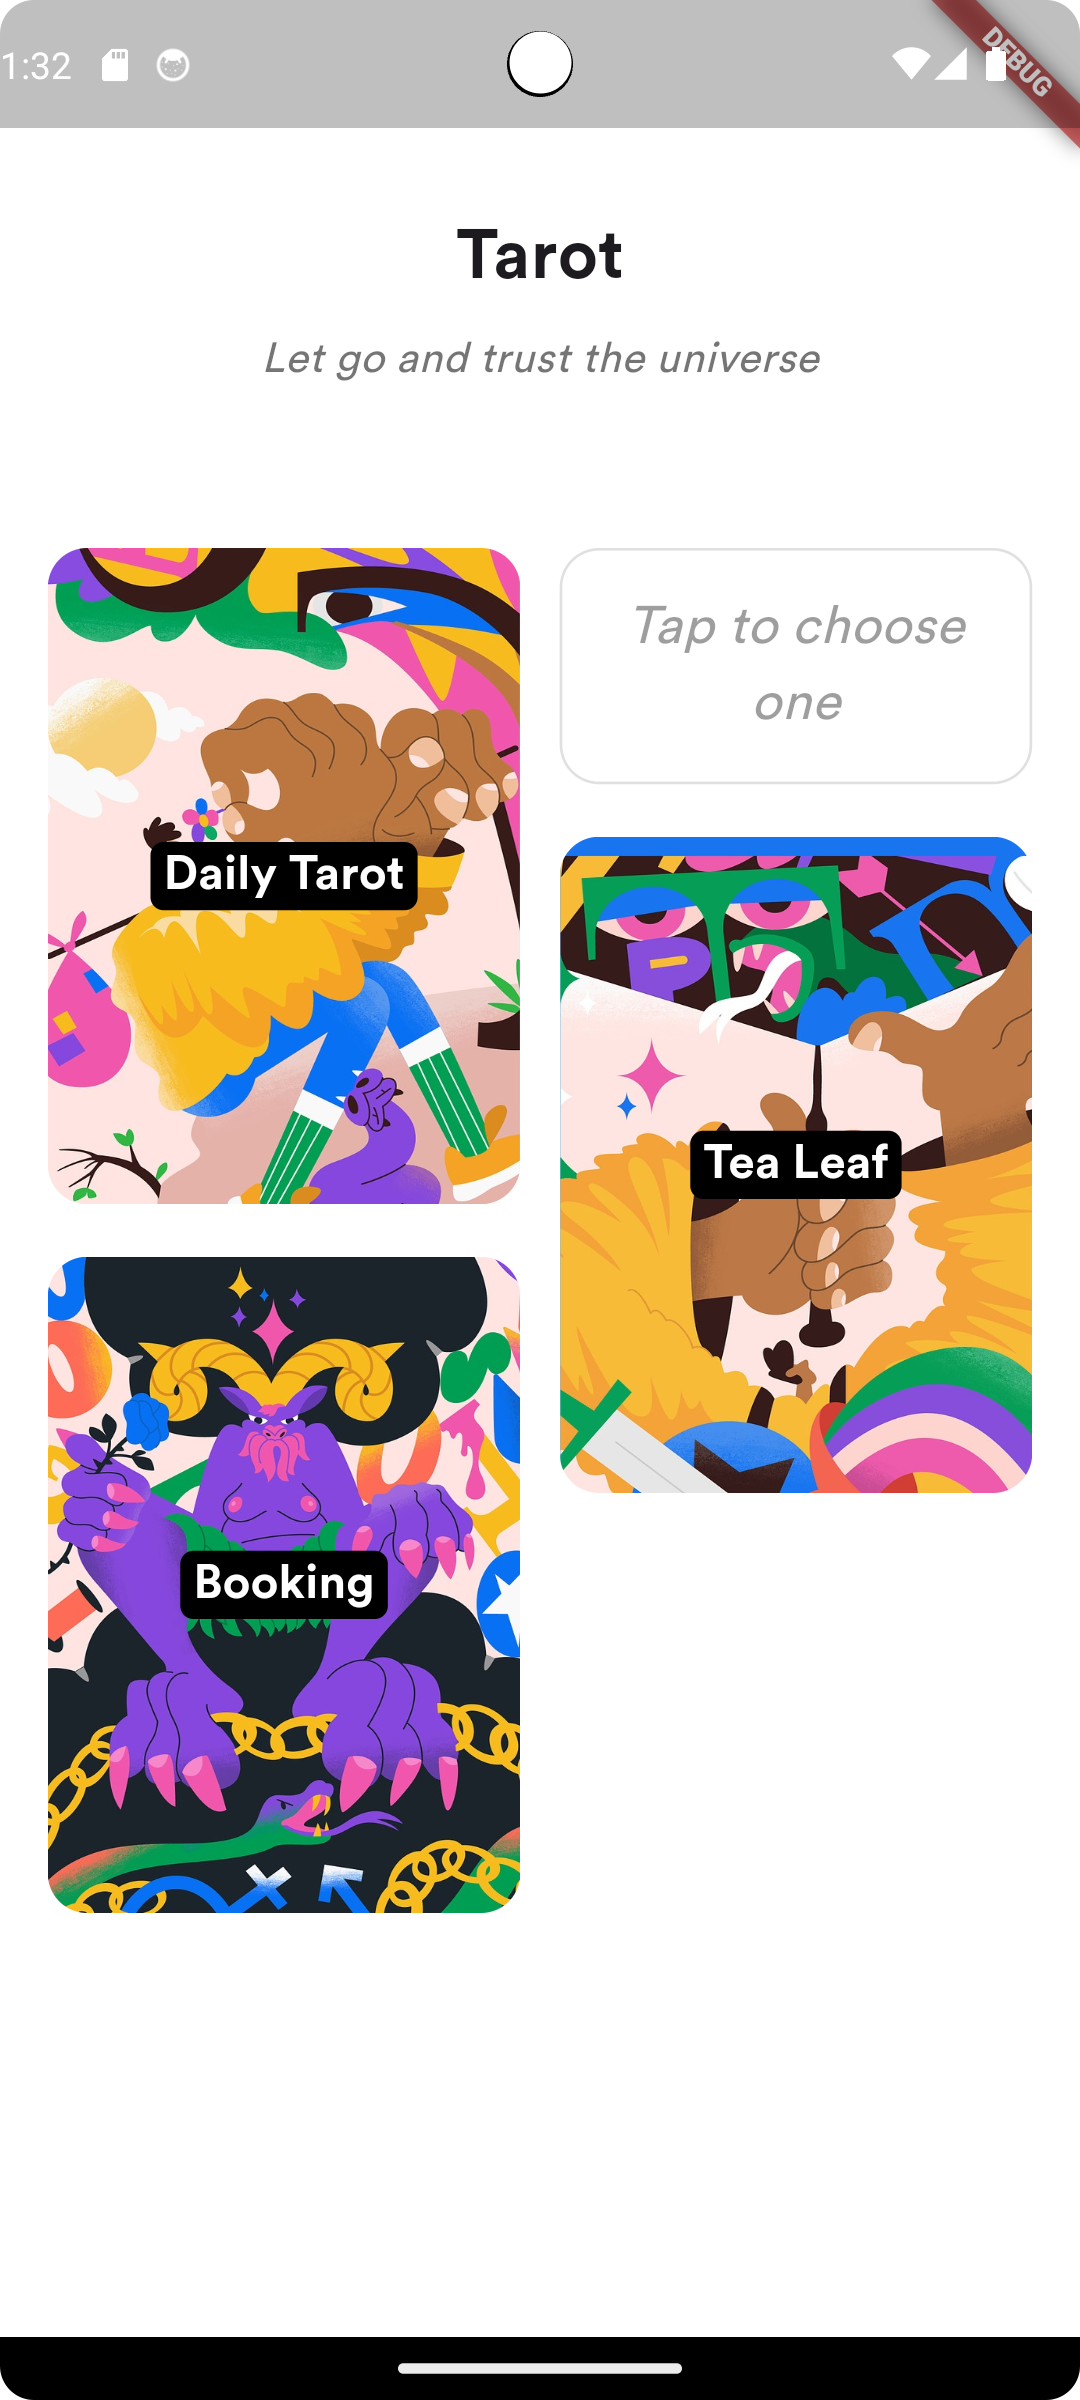 1:32
DEBUG
Tarot
Let go and trust the universe
Tap to choose
one
Daily Tarot
Tea Leaf
Booking